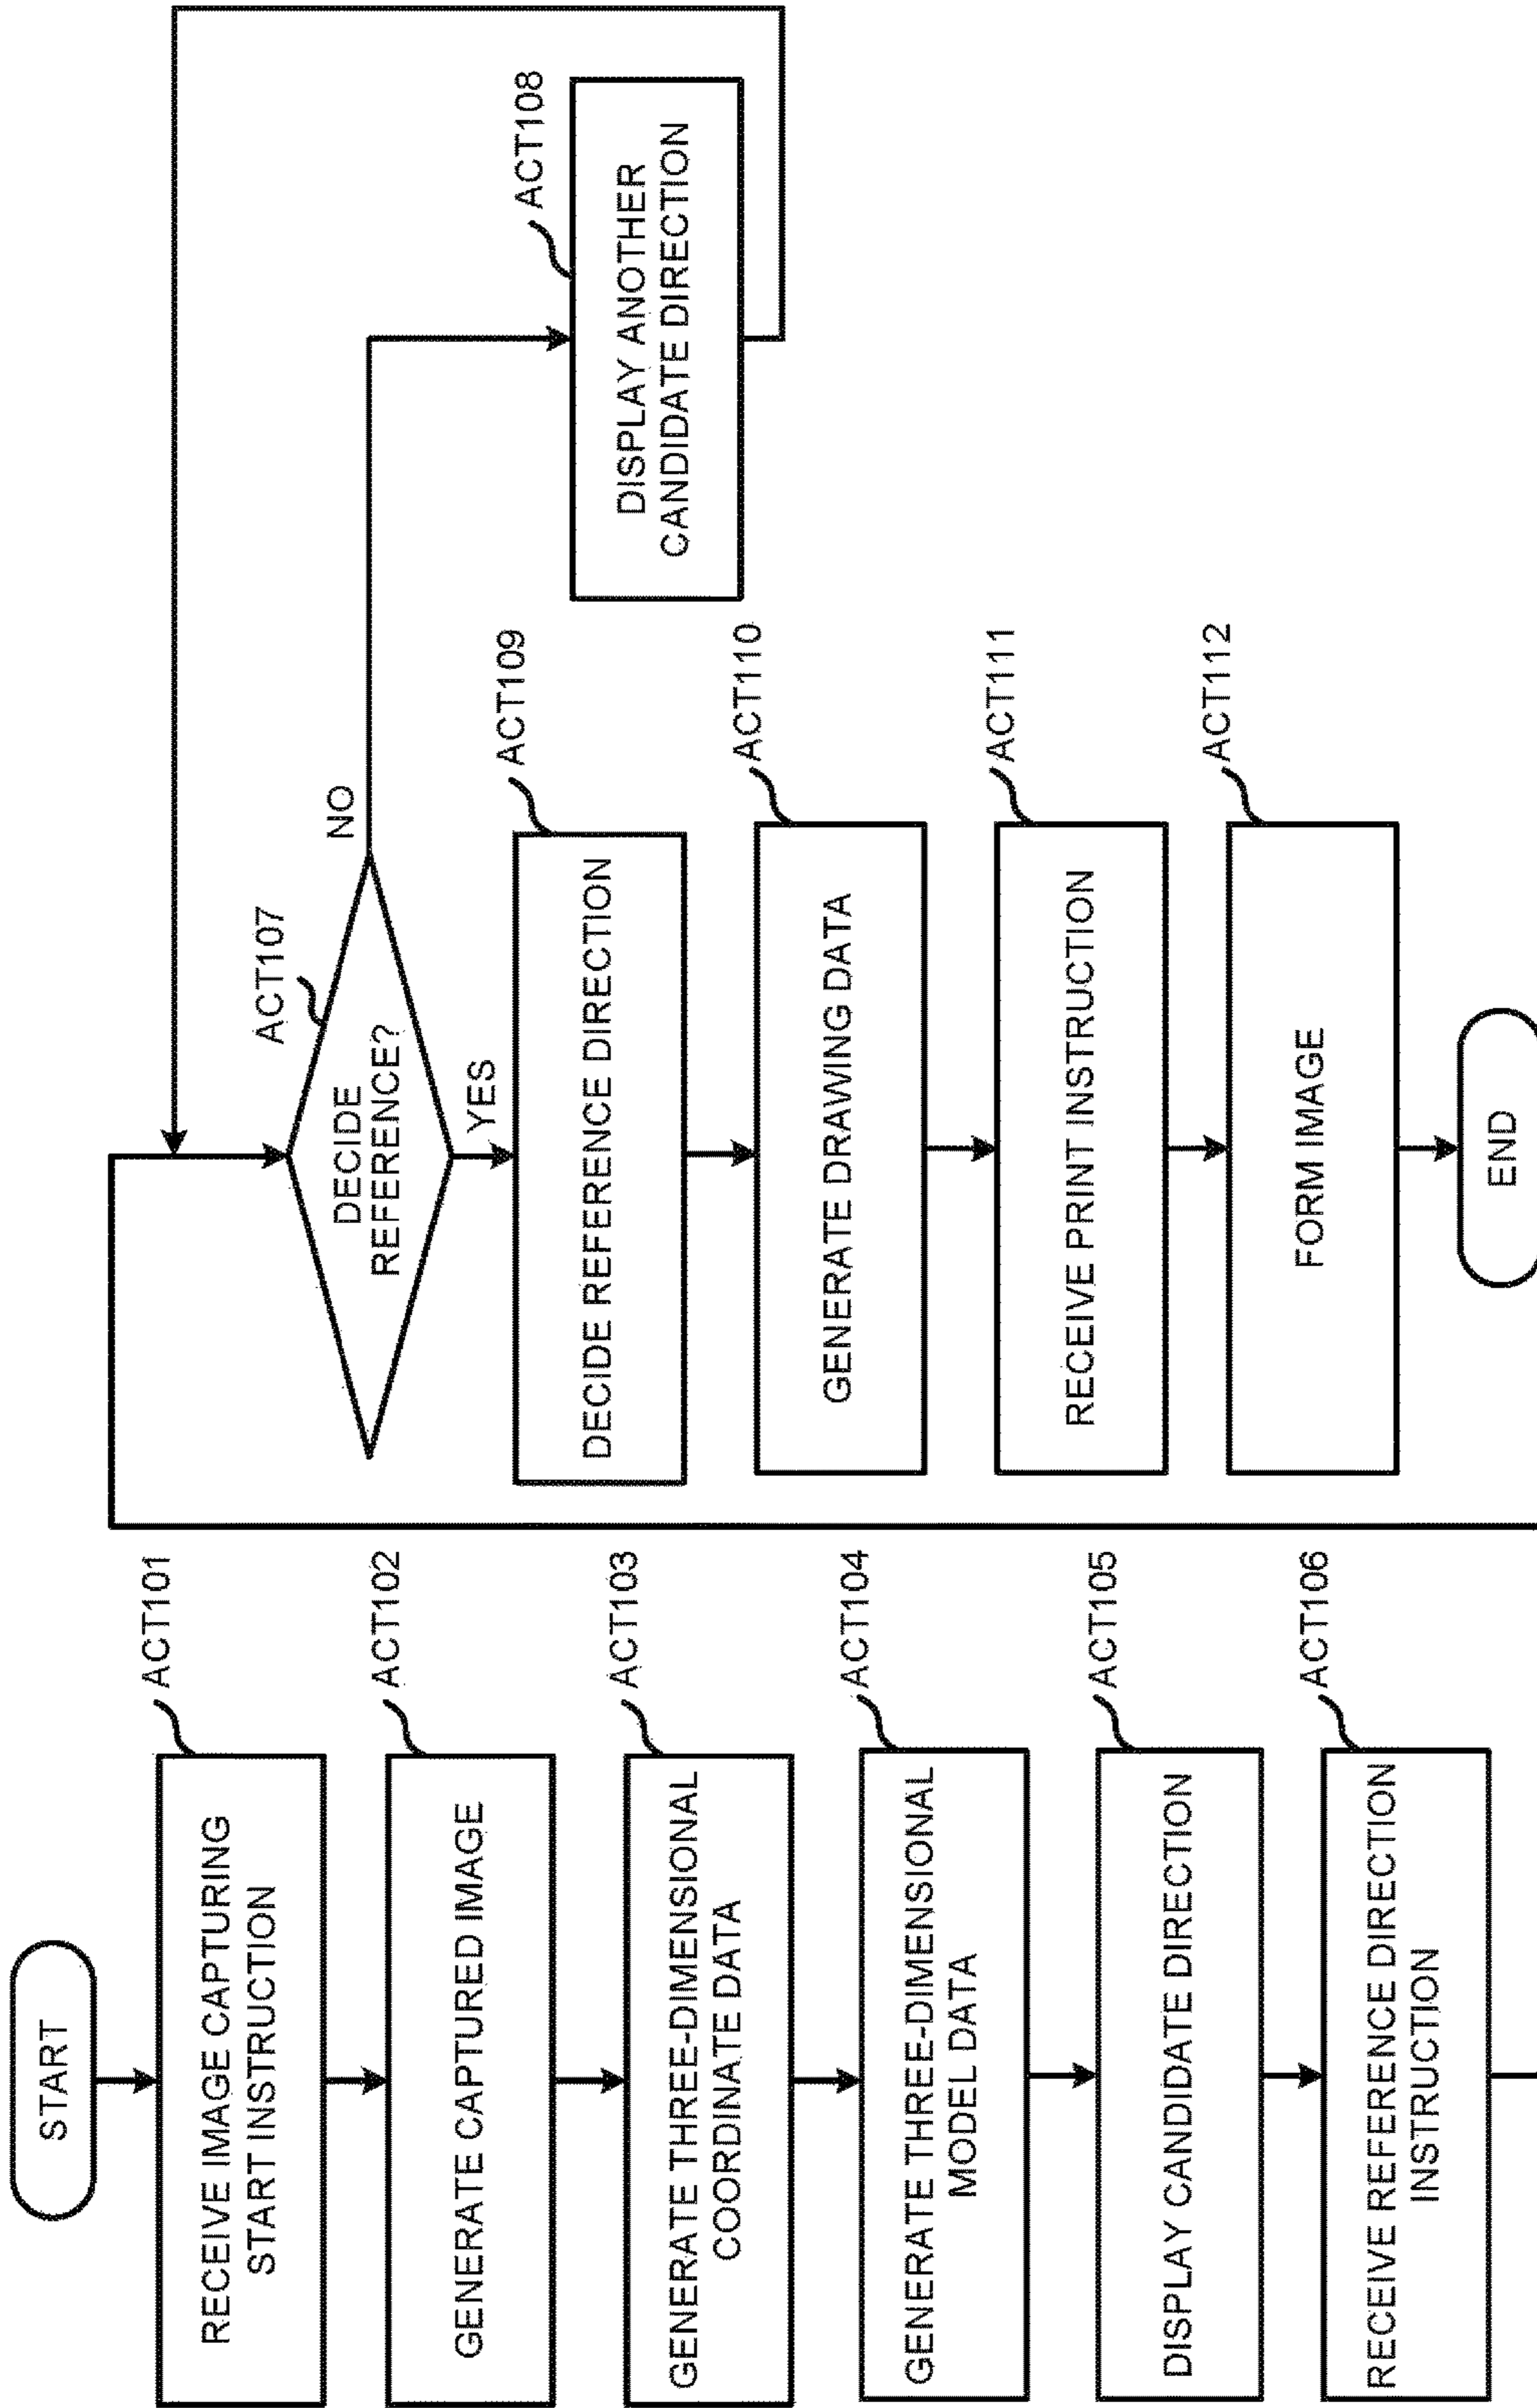 START
ACT101
RECEIVE IMAGE CAPTURING
START INSTRUCTION
ACT102
GENERATE CAPTURED IMAGE
ACT103
GENERATE THREE-DIMENSIONAL
COORDINATE DATA
ACT104
GENERATE THREE-DIMENSIONAL
MODEL DATA
ACT105
DISPLAY CANDIDATE DIRECTION
ACT106
RECEIVE REFERENCE DIRECTION
INSTRUCTION
ACT107
DECIDE
REFERENCE?
NO
YES
ACT108
DISPLAY ANOTHER
CANDIDATE DIRECTION
ACT109
DECIDE REFERENCE DIRECTION
ACT110
GENERATE DRAWING DATA
ACT111
RECEIVE PRINT INSTRUCTION
ACT112
FORM IMAGE
END